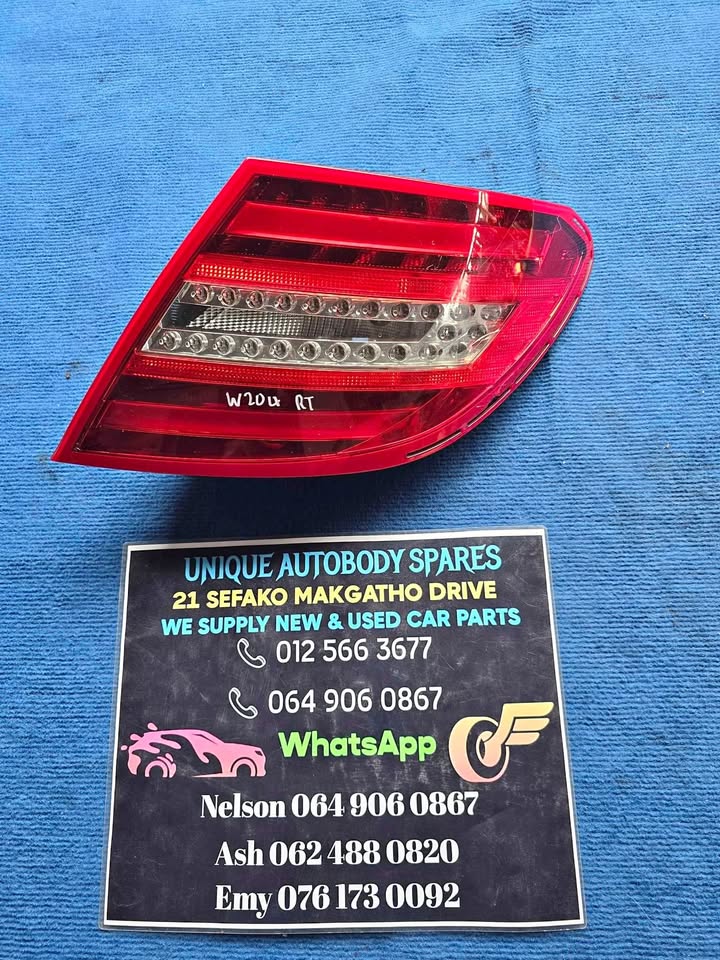 W204 RT
UNIQUE AUTOBODY SPARES
21 SEFAKO MAKGATHO DRIVE
WE SUPPLY NEW & USED CAR PARTS
012 566 3677
064 906 0867
WhatsApp
Nelson 064 906 0867
Ash 062 488 0820
Emy 076 173 0092